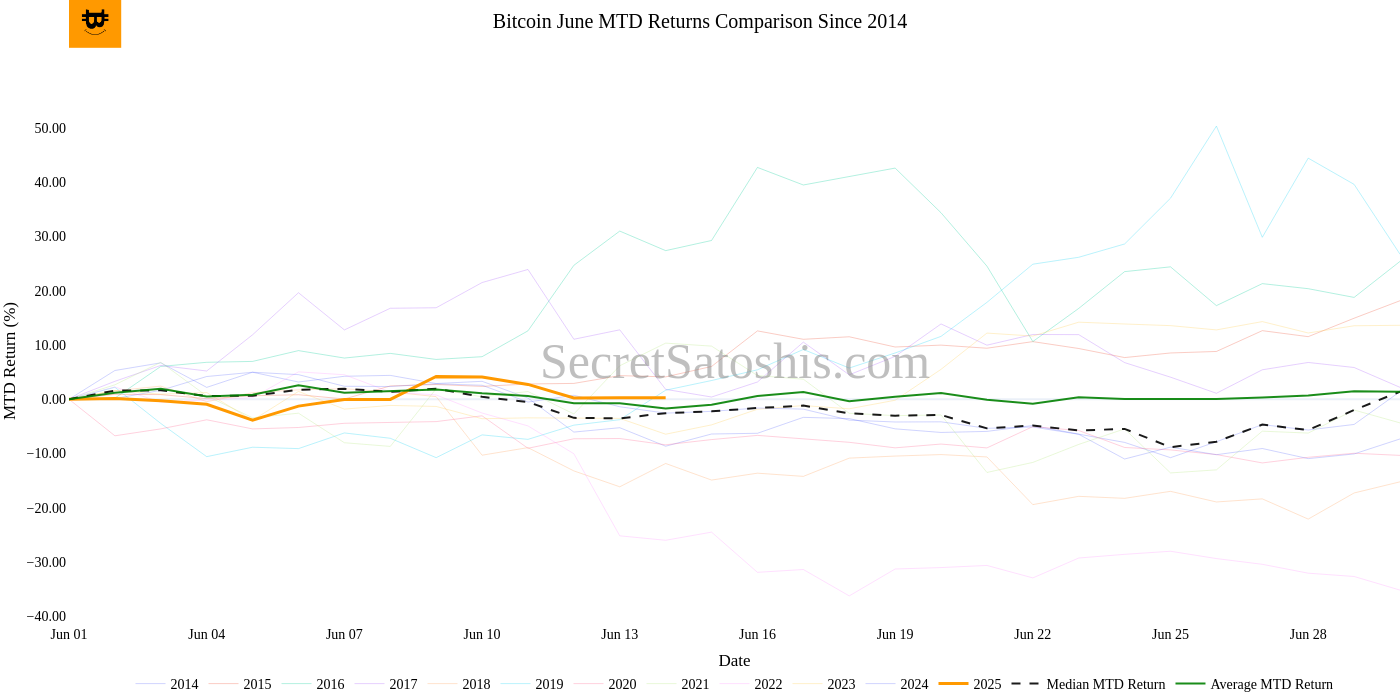 Bitcoin June MTD Returns Comparison Since 2014
MTD Return (%)
50.00
40.00
30.00
20.00
10.00
0.00
−10.00
−20.00
−30.00
−40.00
SecretSatoshis.com
Jun 01 Jun 04 Jun 07 Jun 10 Jun 13 Jun 16 Jun 19 Jun 22 Jun 25 Jun 28
Date
2014 2015 2016 2017 2018 2019 2020 2021 2022 2023 2024 2025 Median MTD Return Average MTD Return